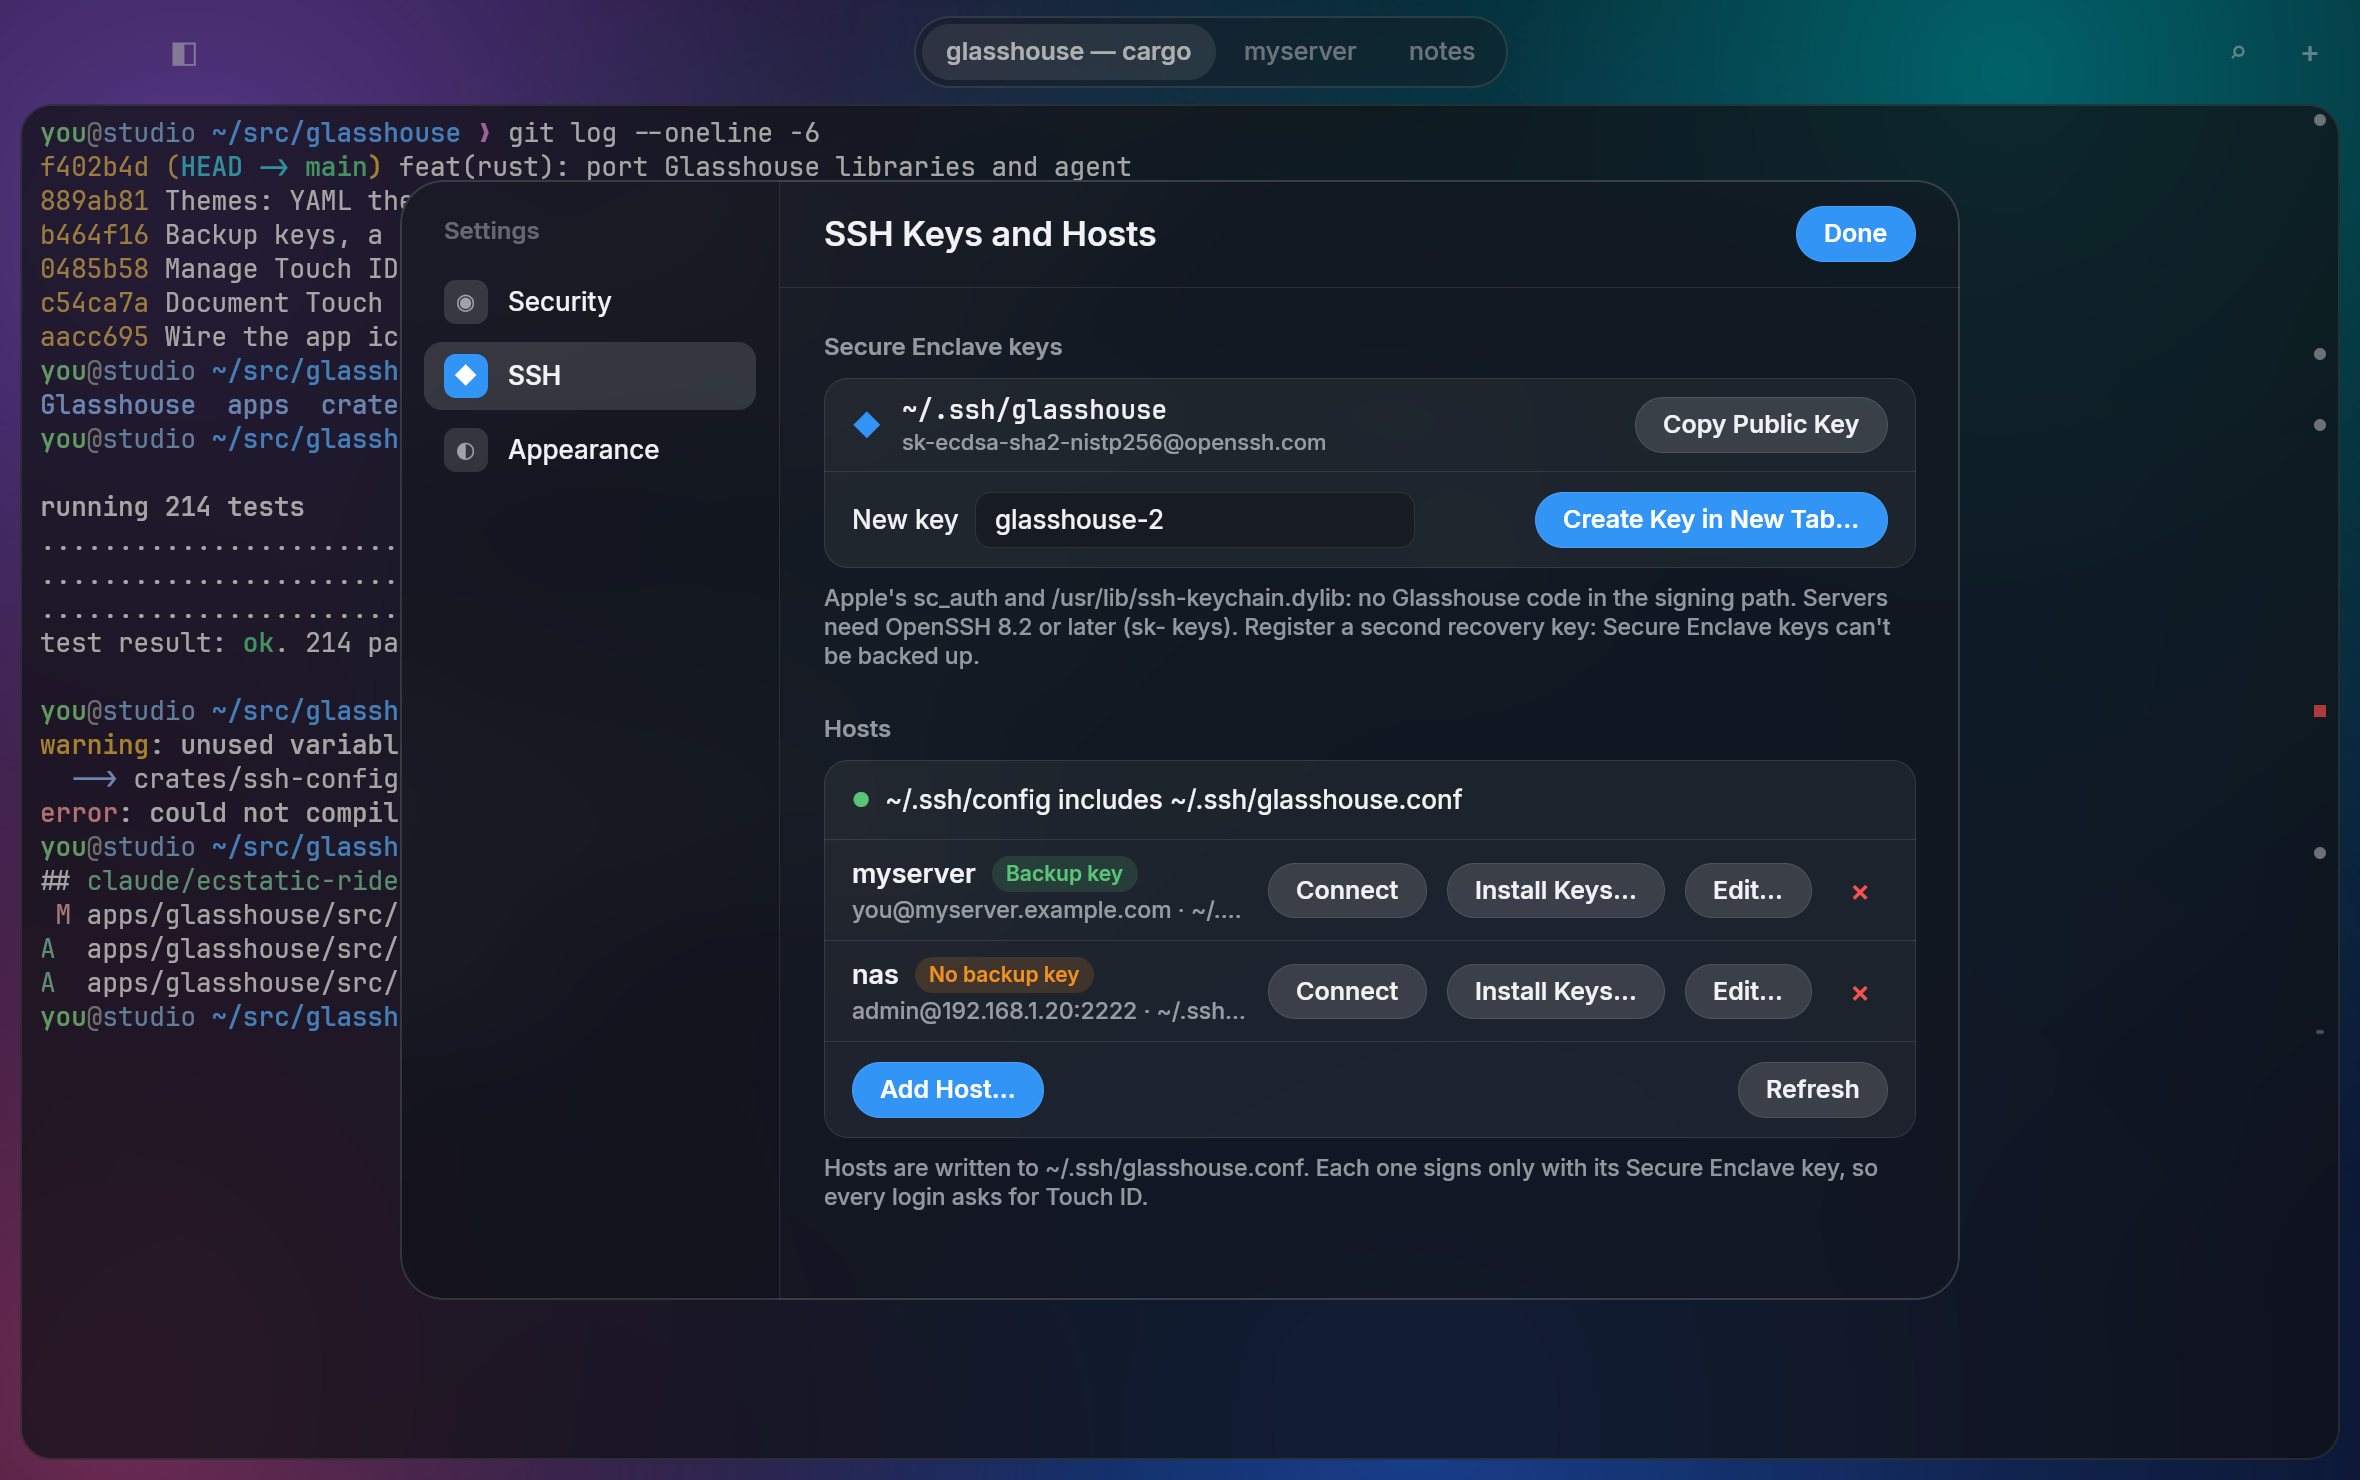 glasshouse — cargo
myserver
notes
you@studio ~/src/glasshouse ❯ git log --oneline -6
f402b4d (HEAD -> main) feat(rust): port Glasshouse libraries and agent
889ab81 Themes: YAML the
b464f16 Backup keys, a
0485b58 Manage Touch ID
c54ca7a Document Touch
aacc695 Wire the app ic
you@studio ~/src/glassh
Glasshouse apps crate
you@studio ~/src/glassh
running 214 tests
.......................
.......................
.......................
test result: ok. 214 pa
you@studio ~/src/glassh
warning: unused variabl
--> crates/ssh-config
error: could not compil
you@studio ~/src/glassh
## claude/ecstatic-ride
M apps/glasshouse/src/
A apps/glasshouse/src/
A apps/glasshouse/src/
you@studio ~/src/glassh
Settings
Security
SSH
Appearance
SSH Keys and Hosts
Done
Secure Enclave keys
~/.ssh/glasshouse
sk-ecdsa-sha2-nistp256@openssh.com
Copy Public Key
New key
glasshouse-2
Create Key in New Tab...
Apple's sc_auth and /usr/lib/ssh-keychain.dylib: no Glasshouse code in the signing path. Servers
need OpenSSH 8.2 or later (sk- keys). Register a second recovery key: Secure Enclave keys can't
be backed up.
Hosts
~/.ssh/config includes ~/.ssh/glasshouse.conf
myserver
Backup key
you@myserver.example.com · ~/....
Connect
Install Keys...
Edit...
×
nas
No backup key
admin@192.168.1.20:2222 · ~/.ssh...
Connect
Install Keys...
Edit...
×
Add Host...
Refresh
Hosts are written to ~/.ssh/glasshouse.conf. Each one signs only with its Secure Enclave key, so
every login asks for Touch ID.